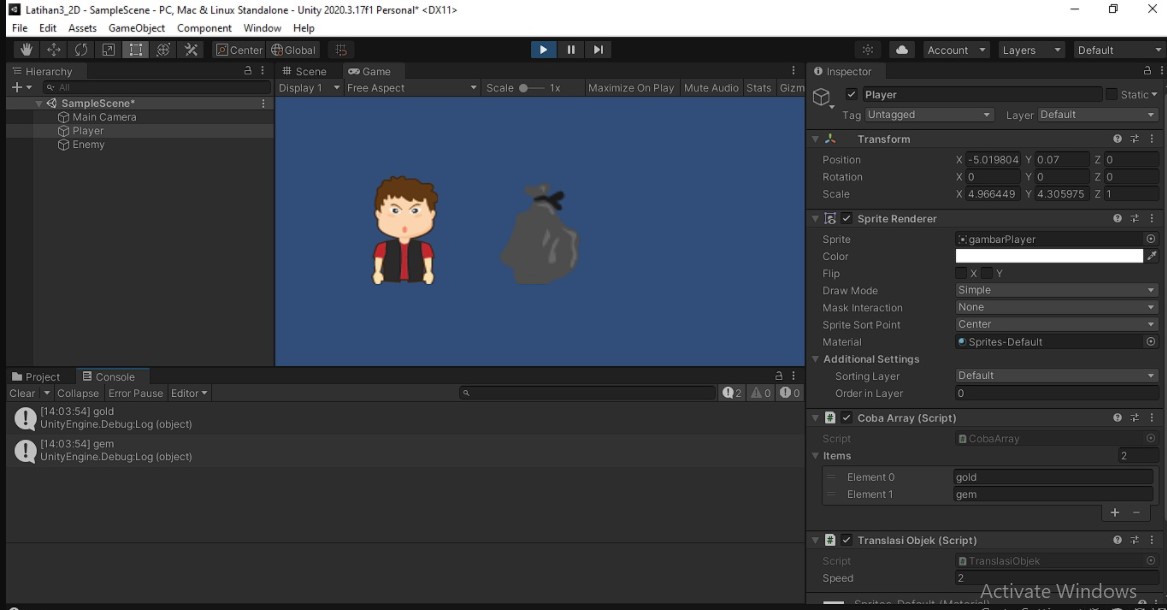 Latihan3_2D - SampleScene - PC, Mac & Linux Standalone - Unity 2020.3.17f1 Personal* <DX11>
File Edit Assets GameObject Component Window Help
Center Global Account Layers Default
Hierarchy
All
SampleScene*
Main Camera
Player
Enemy
Scene Game
Display 1 Free Aspect Scale 1x Maximize On Play Mute Audio Stats Gizm
Project Console
Clear Collapse Error Pause Editor 2 0 0
[14:03:54] gold
UnityEngine.Debug:Log (object)
[14:03:54] gem
UnityEngine.Debug:Log (object)
Inspector
Player Static
Tag Untagged Layer Default
Transform
Position X -5.019804 Y 0.07 Z 0
Rotation X 0 Y 0 Z 0
Scale X 4.966449 Y 4.305975 Z 1
Sprite Renderer
Sprite gambarPlayer
Color
Flip X Y
Draw Mode Simple
Mask Interaction None
Sprite Sort Point Center
Material Sprites-Default
Additional Settings
Sorting Layer Default
Order in Layer 0
Coba Array (Script)
Script CobaArray
Items 2
Element 0 gold
Element 1 gem
Translasi Objek (Script)
Script TranslasiObjek
Speed 2
Activate Windows
Sprites-Default (Material)